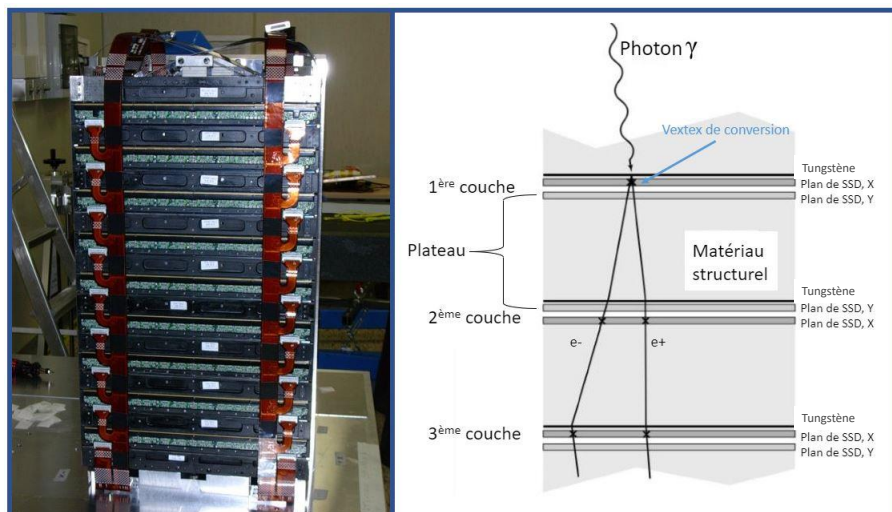 Photon γ
Vextex de conversion
Tungstène
1ère couche
Plan de SSD, X
Plan de SSD, Y
Plateau
Matériau
structurel
Tungstène
Plan de SSD, Y
2ème couche
Plan de SSD, X
e-
e+
Tungstène
3ème couche
Plan de SSD, X
Plan de SSD, Y